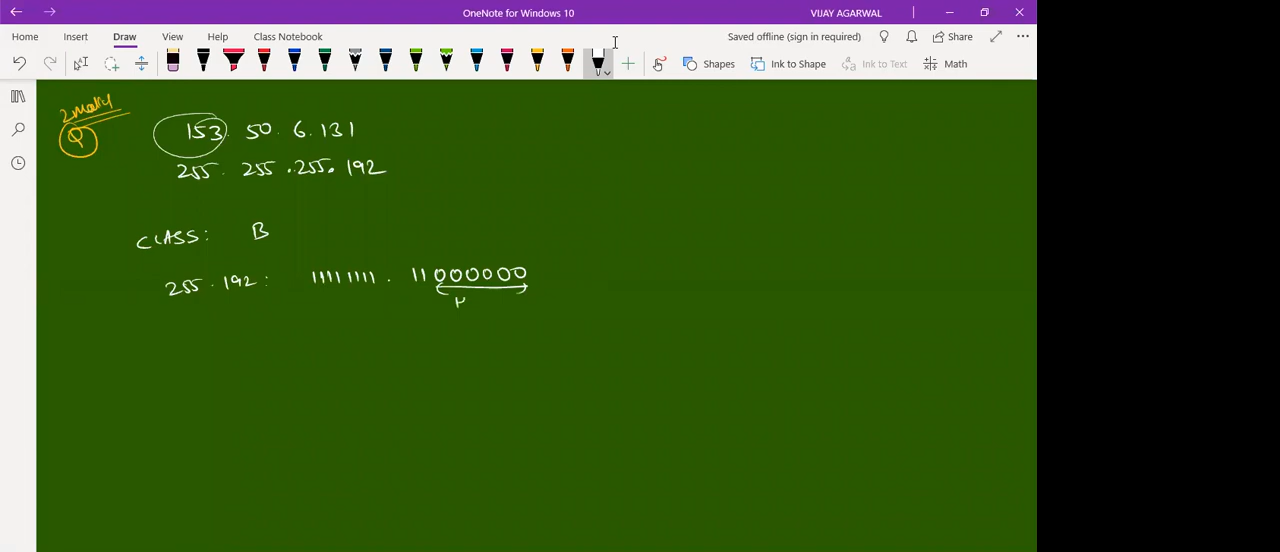 OneNote for Windows 10
VIJAY AGARWAL
Home Insert Draw View Help Class Notebook
Saved offline (sign in required)
Share
Shapes
Ink to Shape
Ink to Text
Math
Q
153. 50. 6. 131
255. 255. 255. 192
CLASS: B
255. 192: 11111111. 11000000